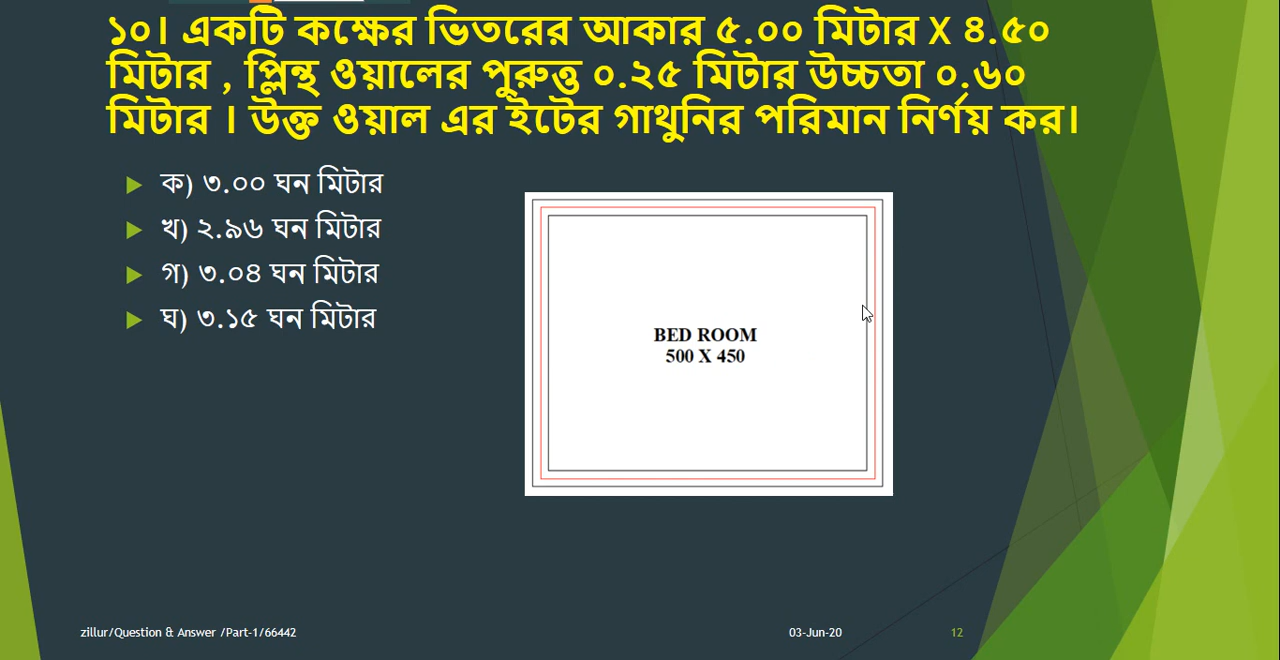 ১০। একটি কক্ষের ভিতরের আকার ৫.০০ মিটার X ৪.৫০
মিটার , প্লিন্থ ওয়ালের পুরুত্ত ০.২৫ মিটার উচ্চতা ০.৬০
মিটার । উক্ত ওয়াল এর ইটের গাথুনির পরিমান নির্ণয় কর।
ক) ৩.০০ ঘন মিটার
খ) ২.৯৬ ঘন মিটার
গ) ৩.০৪ ঘন মিটার
ঘ) ৩.১৫ ঘন মিটার
BED ROOM
500 X 450
zillur/Question & Answer /Part-1/66442
03-Jun-20
12